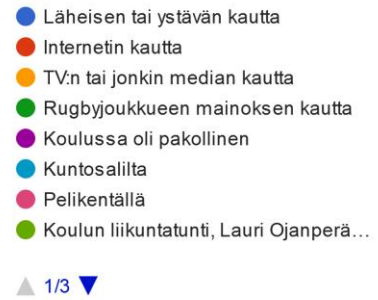 Läheisen tai ystävän kautta
Internetin kautta
TV:n tai jonkin median kautta
Rugbyjoukkueen mainoksen kautta
Koulussa oli pakollinen
Kuntosalilta
Pelikentällä
Koulun liikuntatunti, Lauri Ojanperä…
1/3